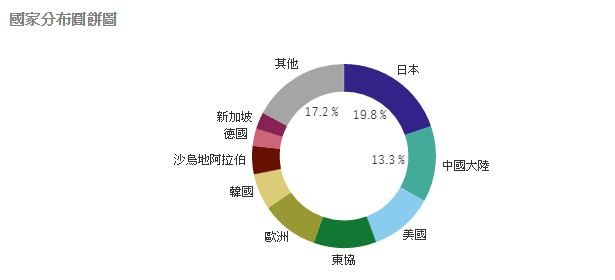 國家分布圓餅圖
其他
日本
17.2 %
19.8 %
新加坡
德國
13.3 %
沙烏地阿拉伯
中國大陸
韓國
歐洲
美國
東協